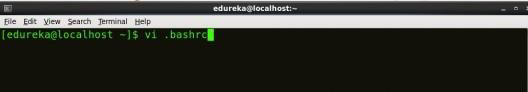 edureka@localhost:~
File Edit View Search Terminal Help
[edureka@localhost ~]$ vi .bashrc